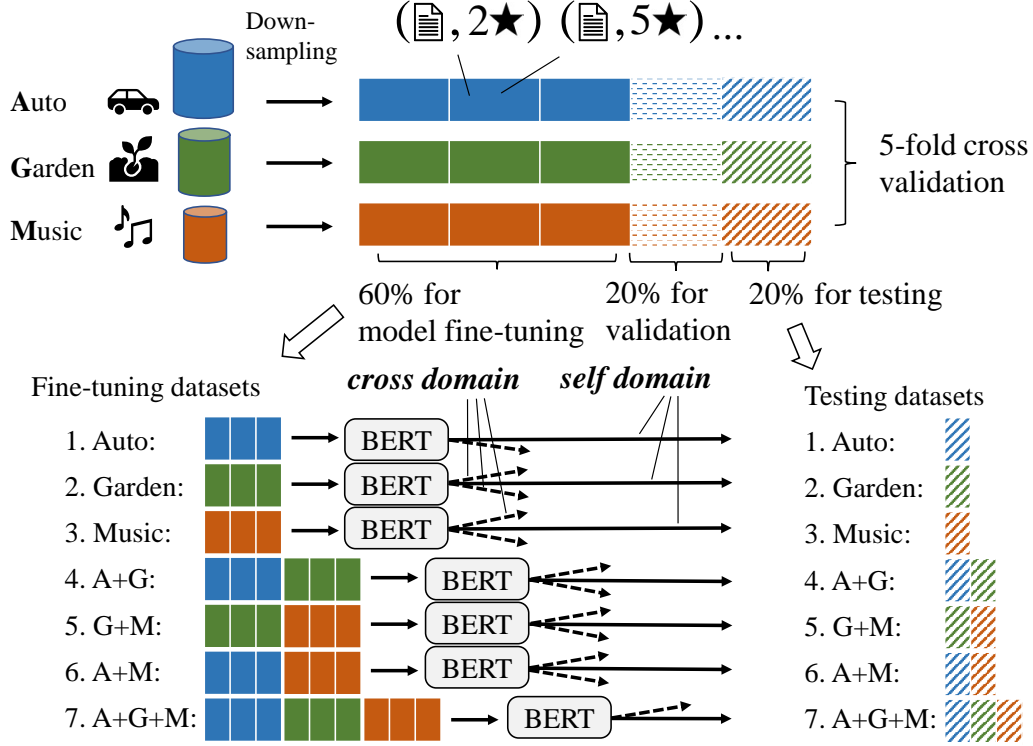 Down-
sampling
( , 2★) ( , 5★) ...
Auto
Garden
Music
5-fold cross
validation
60% for
model fine-tuning
20% for
validation
20% for testing
Fine-tuning datasets
cross domain
self domain
Testing datasets
1. Auto:
BERT
1. Auto:
2. Garden:
BERT
2. Garden:
3. Music:
BERT
3. Music:
4. A+G:
BERT
4. A+G:
5. G+M:
BERT
5. G+M:
6. A+M:
BERT
6. A+M:
7. A+G+M:
BERT
7. A+G+M: